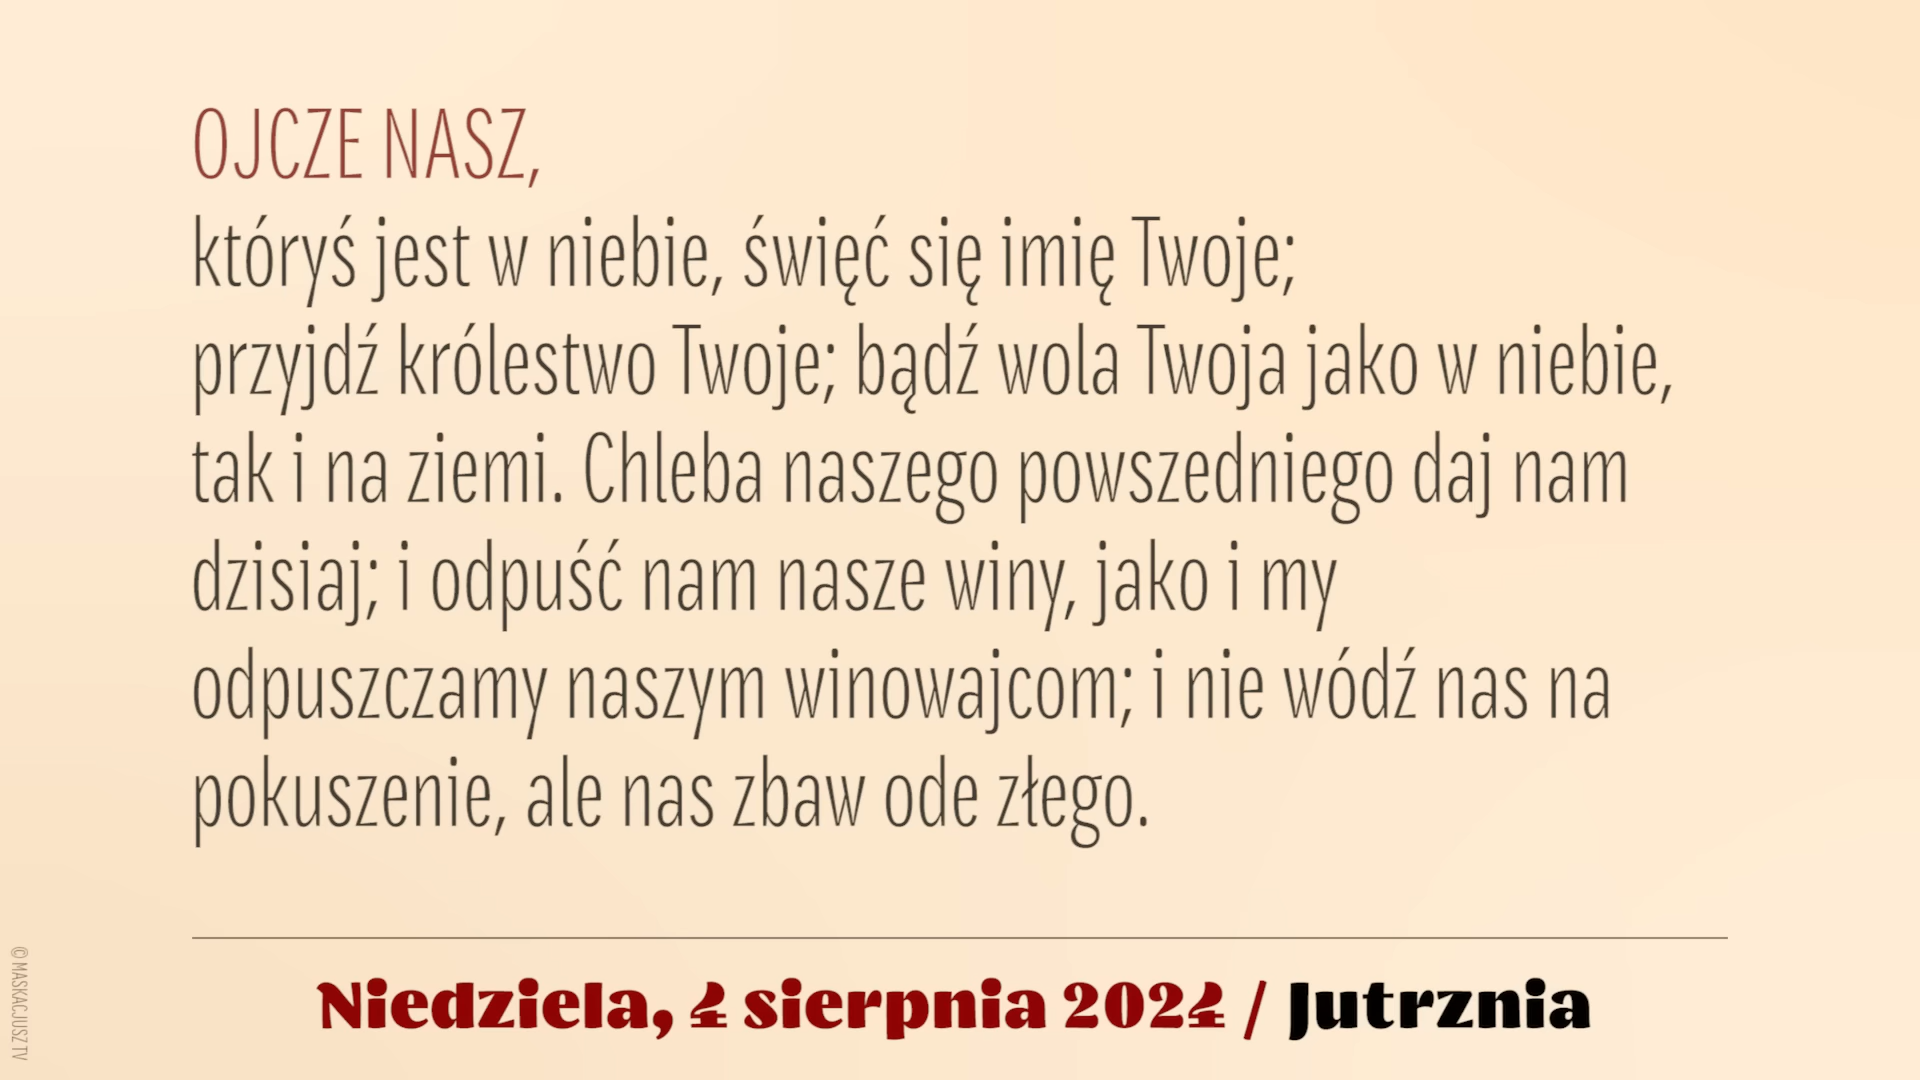 OJCZE NASZ,
któryś jest w niebie, święć się imię Twoje;
przyjdź królestwo Twoje; bądź wola Twoja jako w niebie,
tak i na ziemi. Chleba naszego powszedniego daj nam
dzisiaj; i odpuść nam nasze winy, jako i my
odpuszczamy naszym winowajcom; i nie wódź nas na
pokuszenie, ale nas zbaw ode złego.
Niedziela, 4 sierpnia 2024 / Jutrznia
© MASKACJUSZ TV